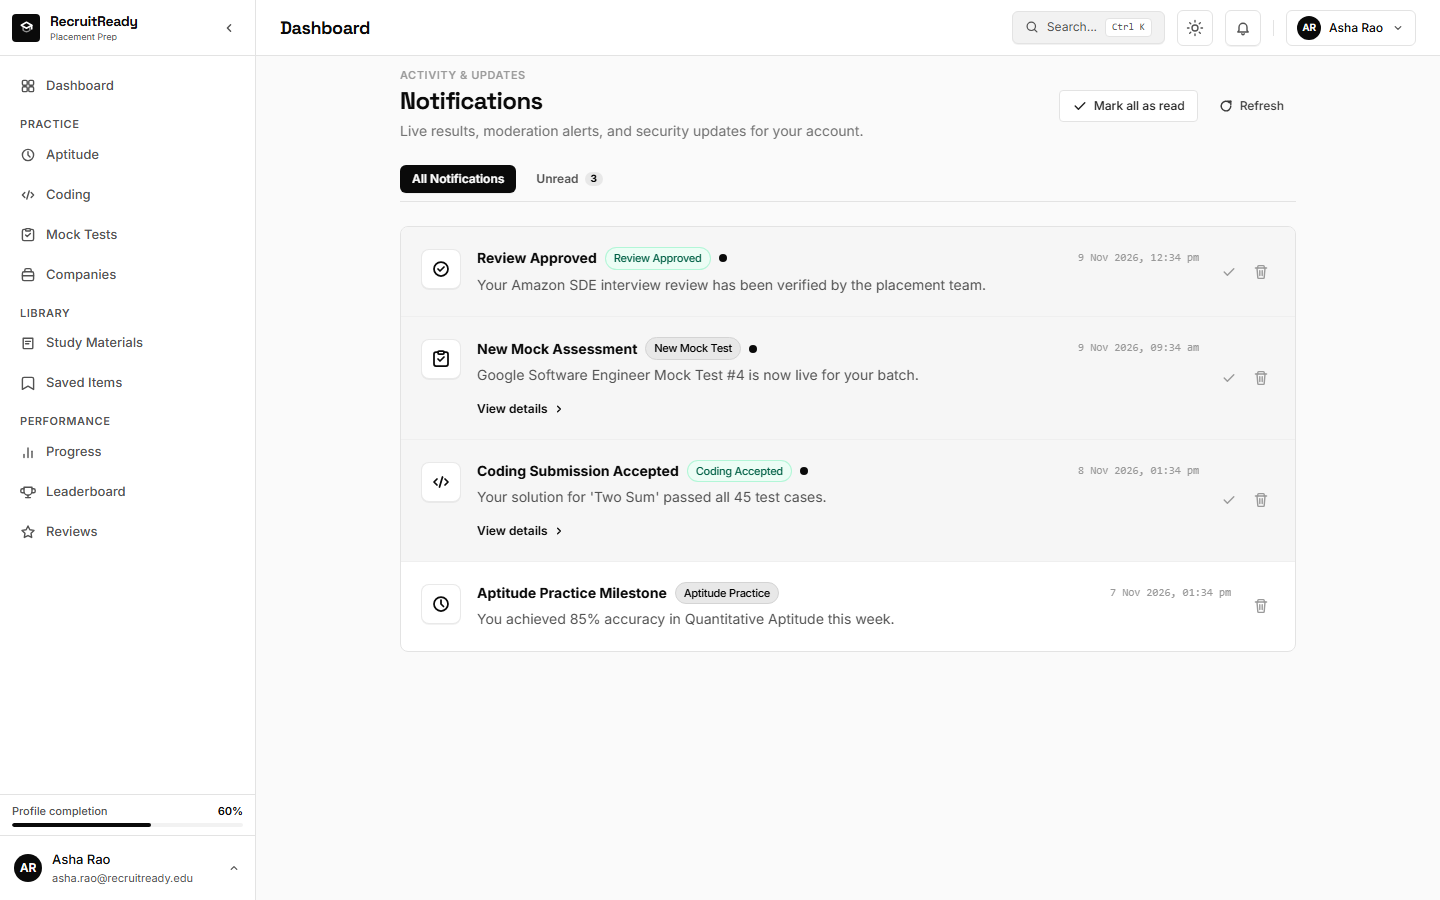 RecruitReady
Placement Prep
Dashboard
PRACTICE
Aptitude
Coding
Mock Tests
Companies
LIBRARY
Study Materials
Saved Items
PERFORMANCE
Progress
Leaderboard
Reviews
Profile completion 60%
AR
Asha Rao
asha.rao@recruitready.edu
Dashboard
Search... Ctrl K
AR Asha Rao
ACTIVITY & UPDATES
Notifications
Live results, moderation alerts, and security updates for your account.
Mark all as read
Refresh
All Notifications
Unread 3
Review Approved Review Approved 9 Nov 2026, 12:34 pm
Your Amazon SDE interview review has been verified by the placement team.
New Mock Assessment New Mock Test 9 Nov 2026, 09:34 am
Google Software Engineer Mock Test #4 is now live for your batch.
View details
Coding Submission Accepted Coding Accepted 8 Nov 2026, 01:34 pm
Your solution for 'Two Sum' passed all 45 test cases.
View details
Aptitude Practice Milestone Aptitude Practice 7 Nov 2026, 01:34 pm
You achieved 85% accuracy in Quantitative Aptitude this week.